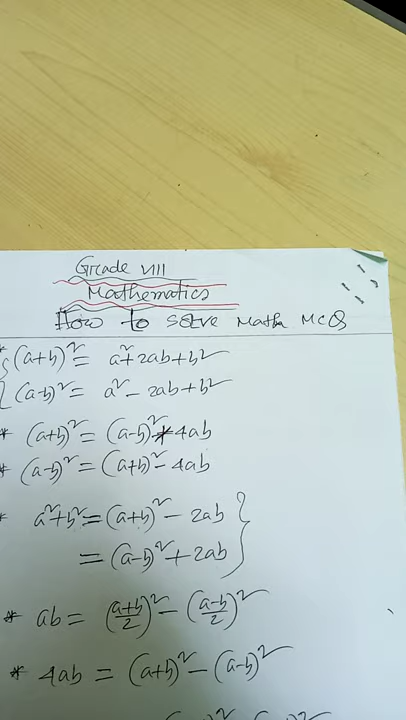 Grade VIII
Mathematics
How to Solve Math MCQ
* { (a+b)² = a²+2ab+b²
{ (a-b)² = a² - 2ab+b²
* (a+b)² = (a-b)² + 4ab
* (a-b)² = (a+b)² - 4ab
* a²+b² = (a+b)² - 2ab }
= (a-b)² + 2ab }
* ab = (a+b/2)² - (a-b/2)²
* 4ab = (a+b)² - (a-b)²